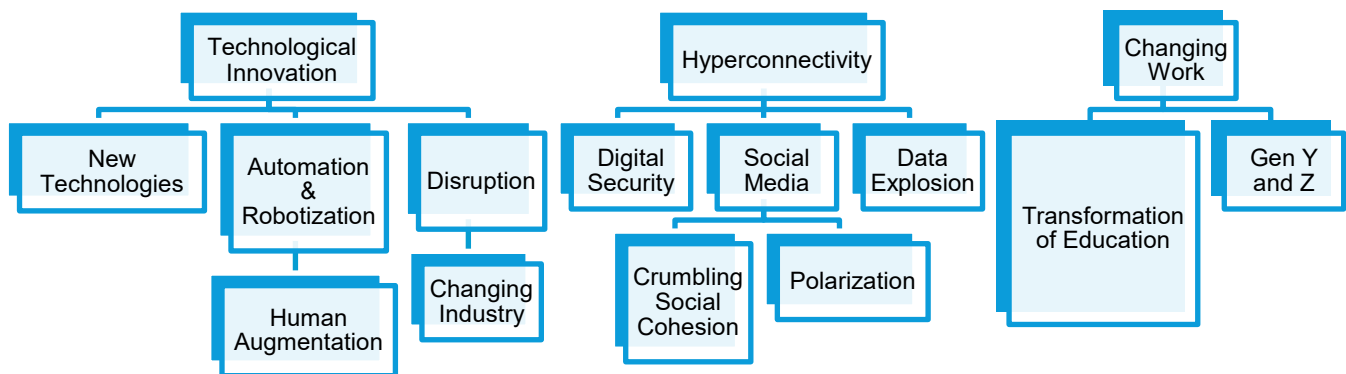 Technological
Innovation
Hyperconnectivity
Changing
Work
New
Technologies
Automation
&
Robotization
Disruption
Digital
Security
Social
Media
Data
Explosion
Transformation
of Education
Gen Y
and Z
Human
Augmentation
Changing
Industry
Crumbling
Social
Cohesion
Polarization